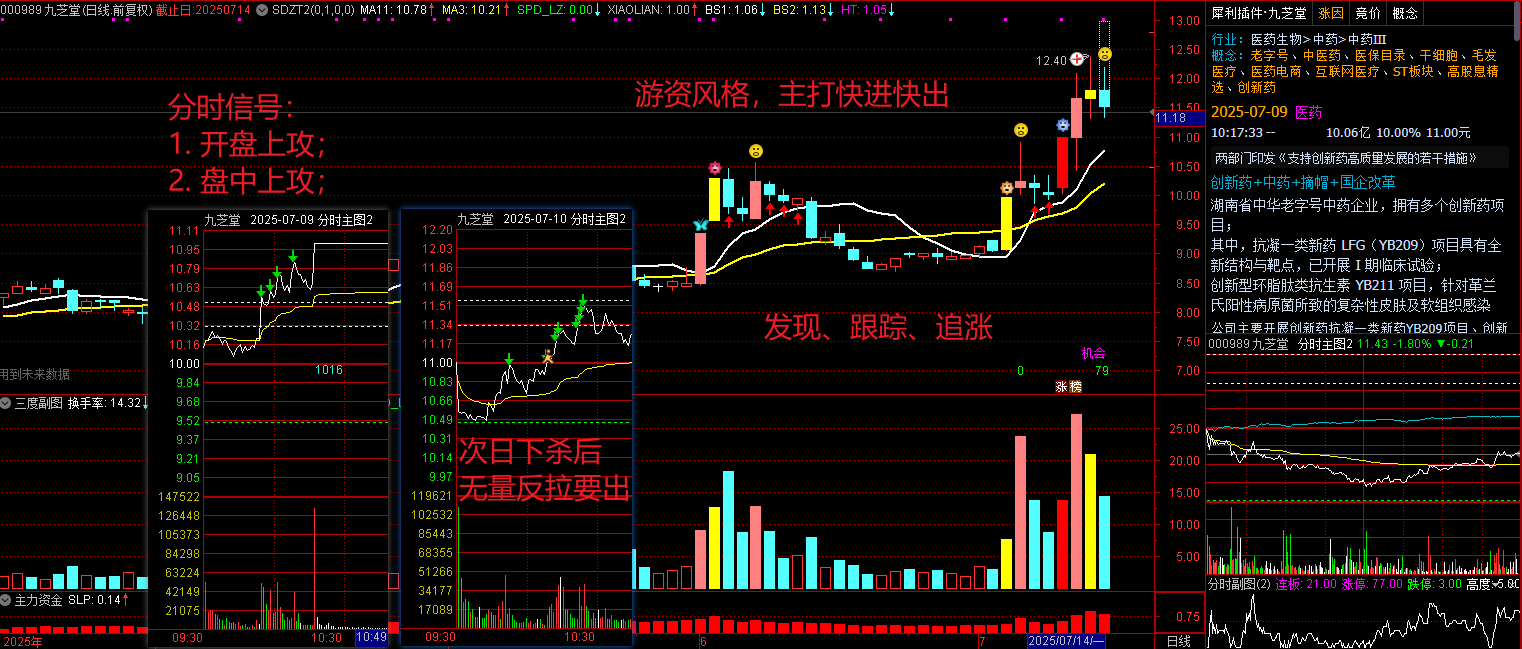 000989 九芝堂(日线 前复权) 截止日:20250714 SDZT2(0,1,0,0) MA11: 10.78↑ MA3: 10.21↑ SPD_LZ: 0.00↓ XIAOLIAN: 1.00↑ BS1: 1.06↓ BS2: 1.13↓ HT: 1.05↓
分时信号：
1. 开盘上攻；
2. 盘中上攻；
游资风格，主打快进快出
12.40
发现、跟踪、追涨
机会
0
79
涨 榜
13.00
12.50
12.00
11.50
11.18
11.00
10.50
10.00
9.50
9.00
8.50
8.00
7.50
7.00
用到未来数据
三度副图 换手率: 14.32↓
主力资金 SLP: 0.14↑
2025年
九芝堂 2025-07-09 分时主图2
11.11
10.95
10.79
10.63
10.48
10.32
10.16
10.00
9.84
9.68
9.52
9.37
9.21
9.05
1016
147522
126448
105373
84298
63224
42149
21075
09:30
10:30
10:49
九芝堂 2025-07-10 分时主图2
12.20
12.03
11.86
11.69
11.51
11.34
11.17
11.00
10.83
10.66
10.49
10.31
10.14
9.97
次日下杀后
无量反拉要出
119621
102532
85443
68355
51266
34177
17089
09:30
10:30
25.00
20.00
15.00
10.00
5.00
0.75
6
7
2025/07/14/一
日线
犀利插件·九芝堂 涨因 竞价 概念
行业: 医药生物>中药>中药Ⅲ
概念: 老字号、中医药、医保目录、干细胞、毛发
医疗、医药电商、互联网医疗、ST板块、高股息精
选、创新药
2025-07-09 医药
10:17:33 -- 10.06亿 10.00% 11.00元
两部门印发《支持创新药高质量发展的若干措施》
创新药+中药+摘帽+国企改革
湖南省中华老字号中药企业，拥有多个创新药项
目；
其中，抗凝一类新药 LFG（YB209）项目具有全
新结构与靶点，已开展 I 期临床试验；
创新型环脂肽类抗生素 YB211 项目，针对革兰
氏阳性病原菌所致的复杂性皮肤及软组织感染
公司主要开展创新药抗凝一类新药YB209项目、创新
000989 九芝堂 分时主图2 11.43 -1.80% ▼-0.21
分时副图(2) 连板: 21.00 涨停: 77.00 跌停: 3.00 高度: 5.00